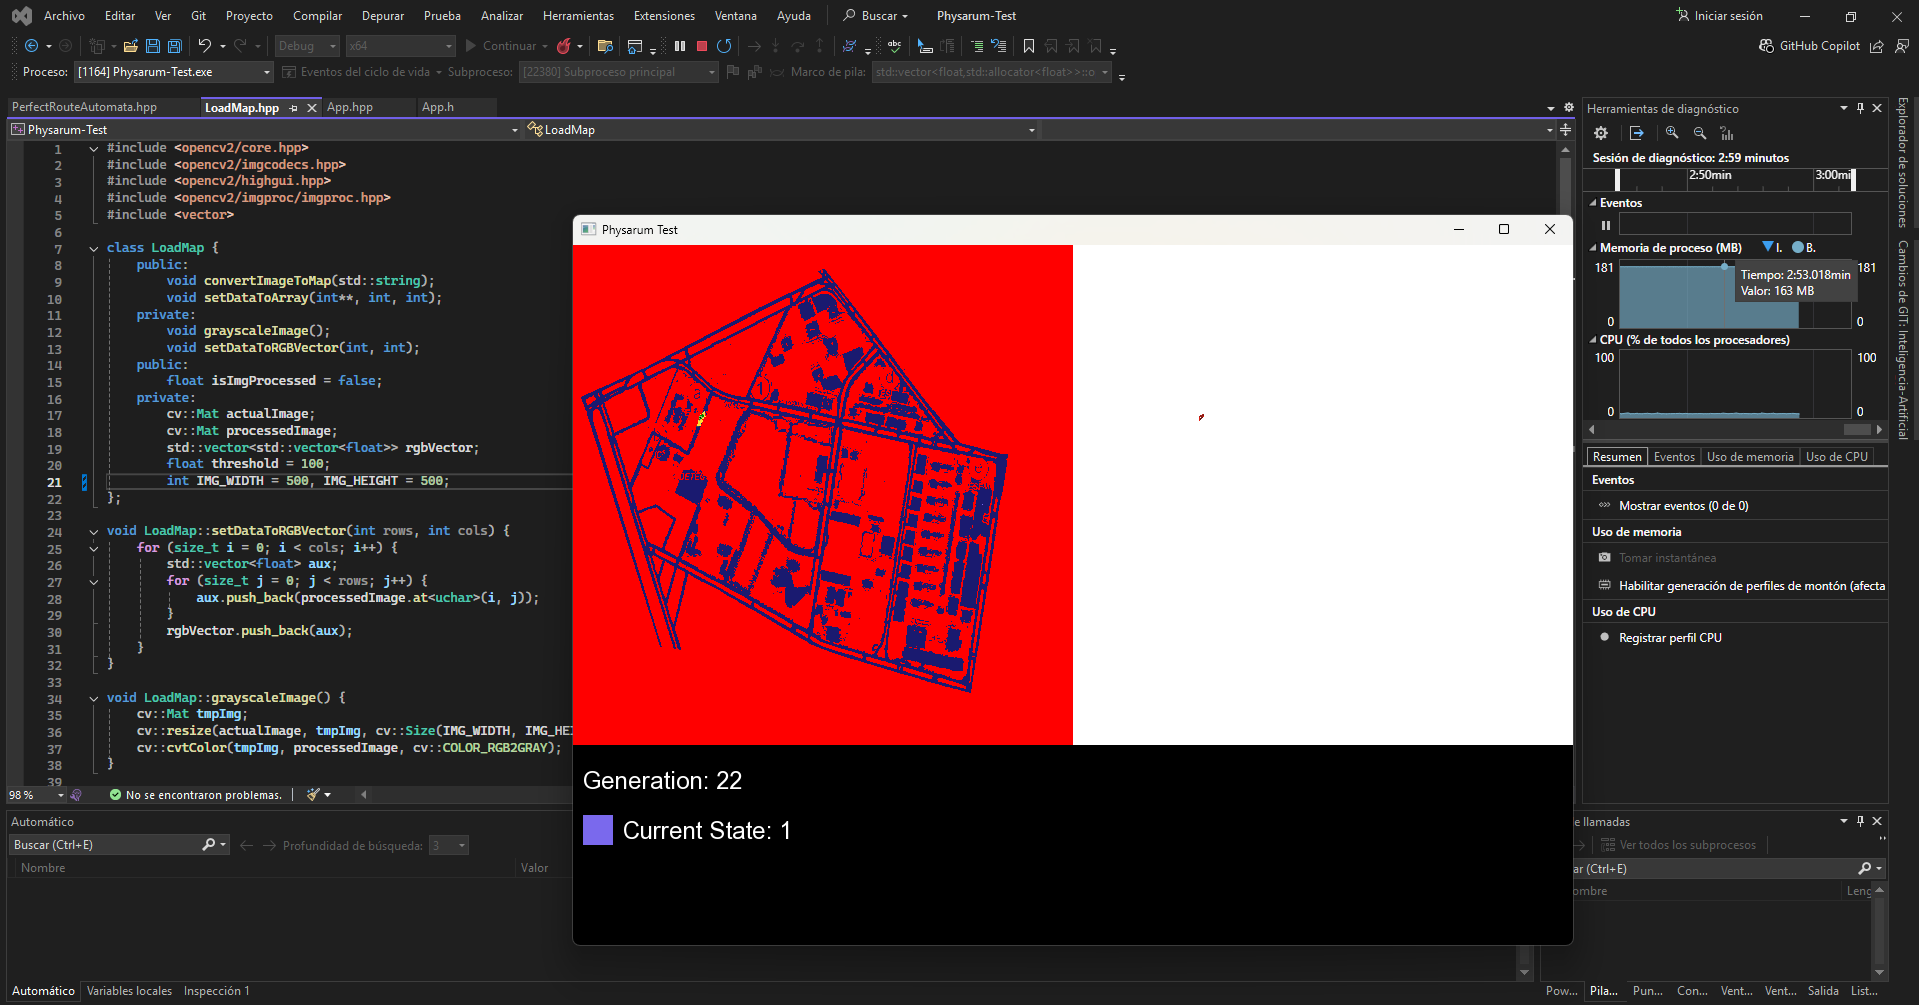 Archivo Editar Ver Git Proyecto Compilar Depurar Prueba Analizar Herramientas Extensiones Ventana Ayuda Buscar Physarum-Test Iniciar sesión
Debug x64 Continuar GitHub Copilot
Proceso: [1164] Physarum-Test.exe Eventos del ciclo de vida Subproceso: [22380] Subproceso principal Marco de pila: std::vector<float,std::allocator<float>>::o
PerfectRouteAutomata.hpp LoadMap.hpp App.hpp App.h
Physarum-Test LoadMap
1 #include <opencv2/core.hpp>
2 #include <opencv2/imgcodecs.hpp>
3 #include <opencv2/highgui.hpp>
4 #include <opencv2/imgproc/imgproc.hpp>
5 #include <vector>
6
7 class LoadMap {
8 public:
9 void convertImageToMap(std::string);
10 void setDataToArray(int**, int, int);
11 private:
12 void grayscaleImage();
13 void setDataToRGBVector(int, int);
14 public:
15 float isImgProcessed = false;
16 private:
17 cv::Mat actualImage;
18 cv::Mat processedImage;
19 std::vector<std::vector<float>> rgbVector;
20 float threshold = 100;
21 int IMG_WIDTH = 500, IMG_HEIGHT = 500;
22 };
23
24 void LoadMap::setDataToRGBVector(int rows, int cols) {
25 for (size_t i = 0; i < cols; i++) {
26 std::vector<float> aux;
27 for (size_t j = 0; j < rows; j++) {
28 aux.push_back(processedImage.at<uchar>(i, j));
29 }
30 rgbVector.push_back(aux);
31 }
32 }
33
34 void LoadMap::grayscaleImage() {
35 cv::Mat tmpImg;
36 cv::resize(actualImage, tmpImg, cv::Size(IMG_WIDTH, IMG_HEI
37 cv::cvtColor(tmpImg, processedImage, cv::COLOR_RGB2GRAY);
38 }
39
98 % No se encontraron problemas.
Physarum Test
Generation: 22
Current State: 1
Herramientas de diagnóstico
Sesión de diagnóstico: 2:59 minutos
2:50min 3:00mi
Eventos
Memoria de proceso (MB) I. B.
181 181
Tiempo: 2:53.018min
Valor: 163 MB
0 0
CPU (% de todos los procesadores)
100 100
0 0
Resumen Eventos Uso de memoria Uso de CPU
Eventos
Mostrar eventos (0 de 0)
Uso de memoria
Tomar instantánea
Habilitar generación de perfiles de montón (afecta
Uso de CPU
Registrar perfil CPU
Explorador de soluciones
Cambios de GIT: Inteligencia-Artificial
Automático
Buscar (Ctrl+E) Profundidad de búsqueda: 3
Nombre Valor
e llamadas
Ver todos los subprocesos
ar (Ctrl+E)
ombre Leng
Automático Variables locales Inspección 1
Pow... Pila... Pun... Con... Vent... Vent... Salida List...